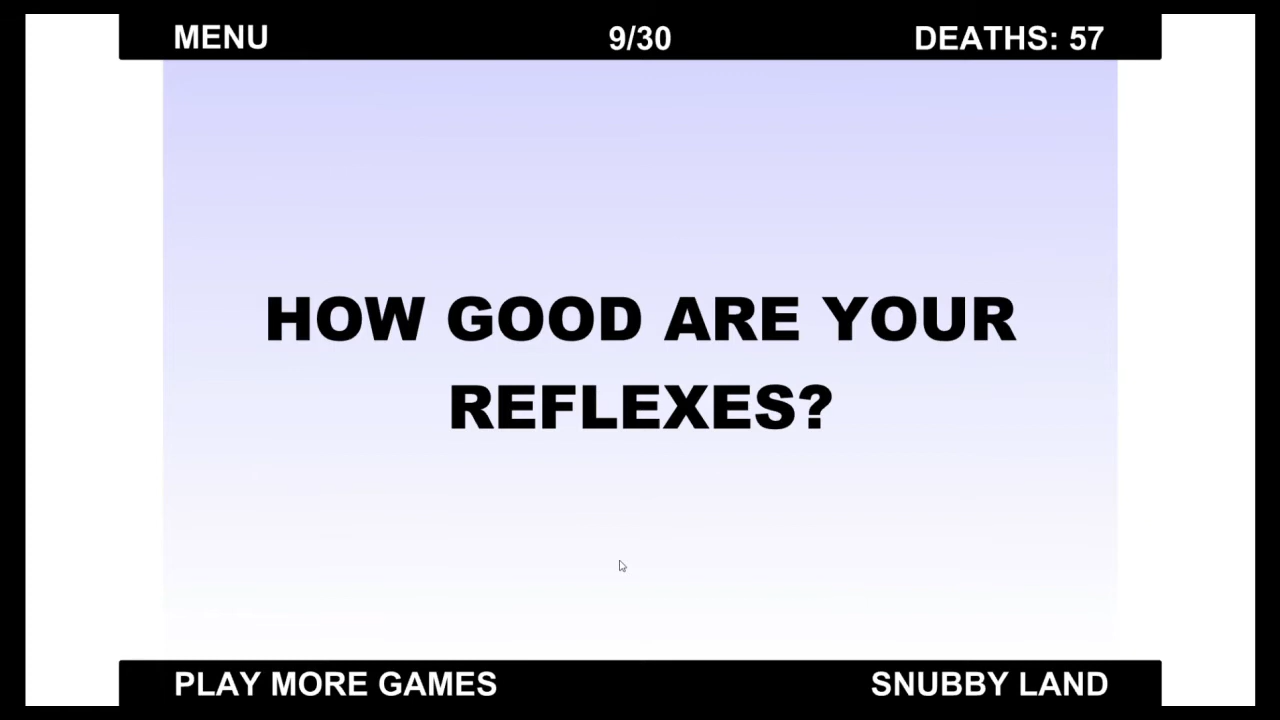 MENU 9/30 DEATHS: 57
HOW GOOD ARE YOUR
REFLEXES?
PLAY MORE GAMES SNUBBY LAND